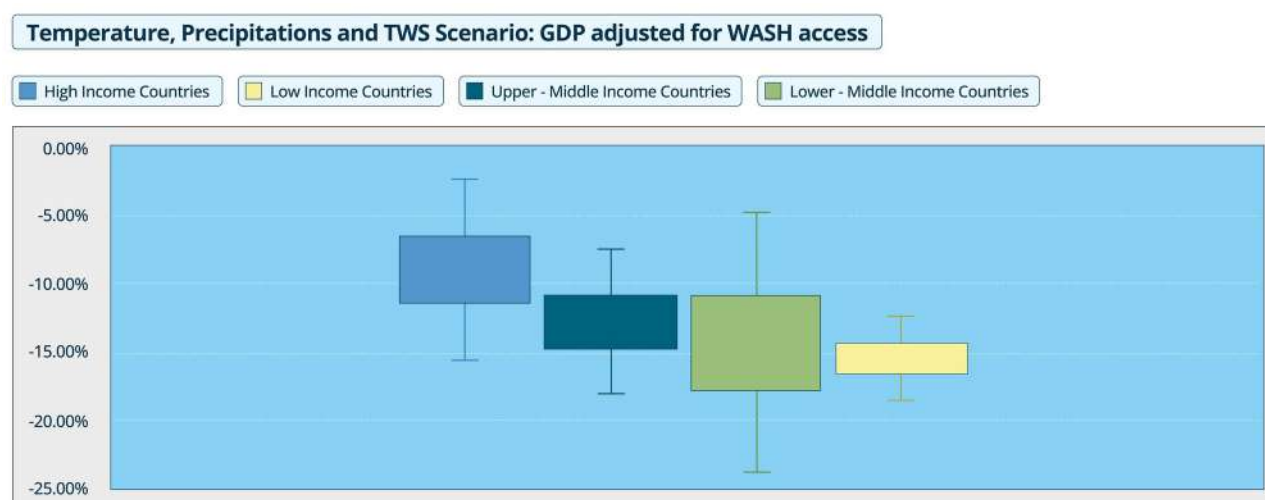 Temperature, Precipitations and TWS Scenario: GDP adjusted for WASH access
High Income Countries
Low Income Countries
Upper - Middle Income Countries
Lower - Middle Income Countries
0.00%
-5.00%
-10.00%
-15.00%
-20.00%
-25.00%